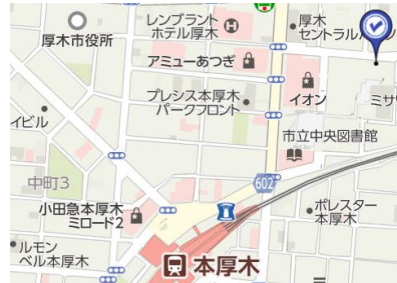 レンブラント
ホテル厚木
厚木
セントラル
厚木市役所
アミューあつぎ
プレシス本厚木
パークフロント
イオン
ミサ
イビル
市立中央図書館
中町3
602
小田急本厚木
ミロード2
ポレスター
本厚木
ルモン
ベル本厚木
本厚木